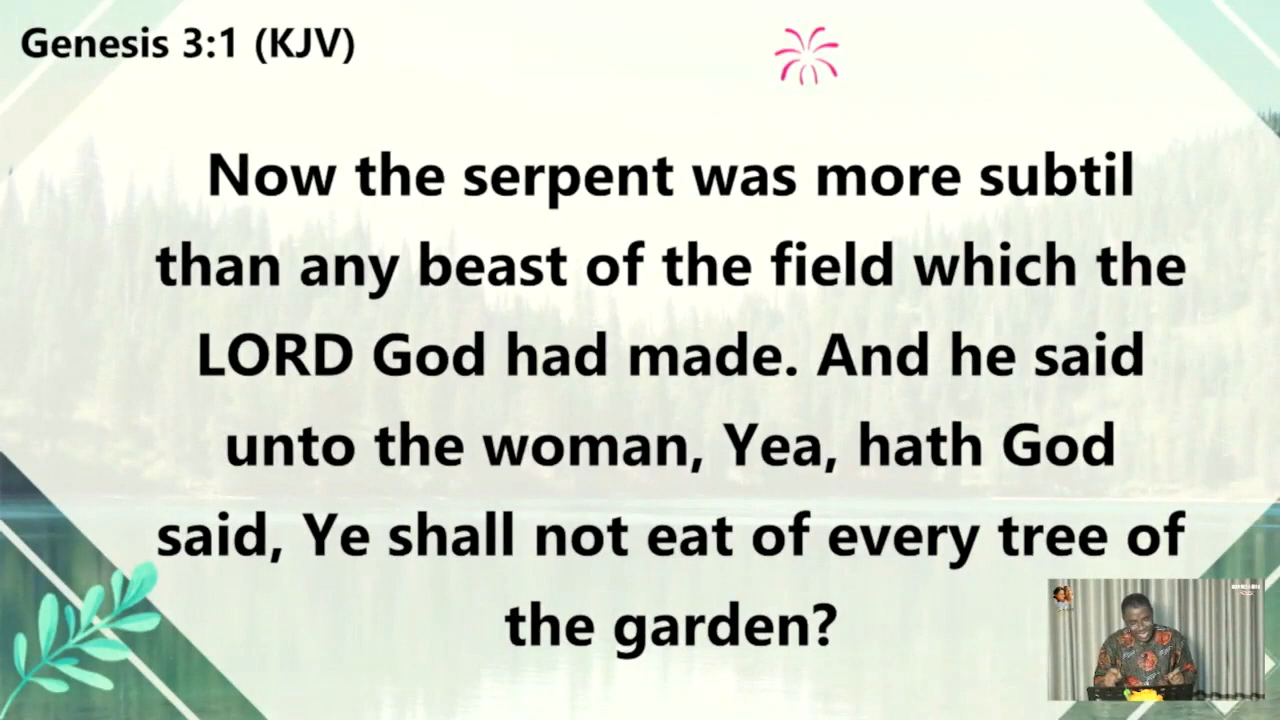 Genesis 3:1 (KJV)
Now the serpent was more subtil
than any beast of the field which the
LORD God had made. And he said
unto the woman, Yea, hath God
said, Ye shall not eat of every tree of
the garden?